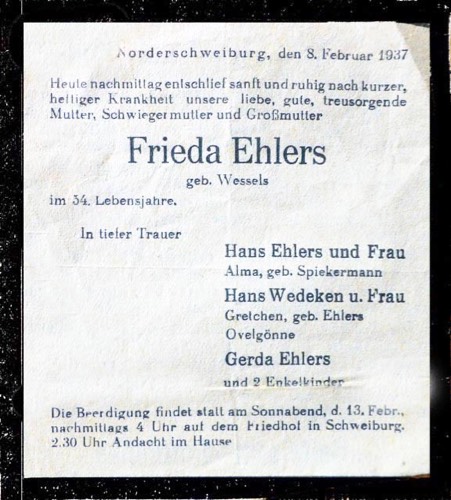 Norderschweiburg, den 8. Februar 1937
Heute nachmittag entschlief sanft und ruhig nach kurzer,
heftiger Krankheit unsere liebe, gute, treusorgende
Mutter, Schwiegermutter und Großmutter
Frieda Ehlers
geb. Wessels
im 54. Lebensjahre.
In tiefer Trauer
Hans Ehlers und Frau
Alma, geb. Spiekermann
Hans Wedeken u. Frau
Gretchen, geb. Ehlers
Ovelgönne
Gerda Ehlers
und 2 Enkelkinder
Die Beerdigung findet statt am Sonnabend, d. 13. Febr.,
nachmittags 4 Uhr auf dem Friedhof in Schweiburg.
2.30 Uhr Andacht im Hause